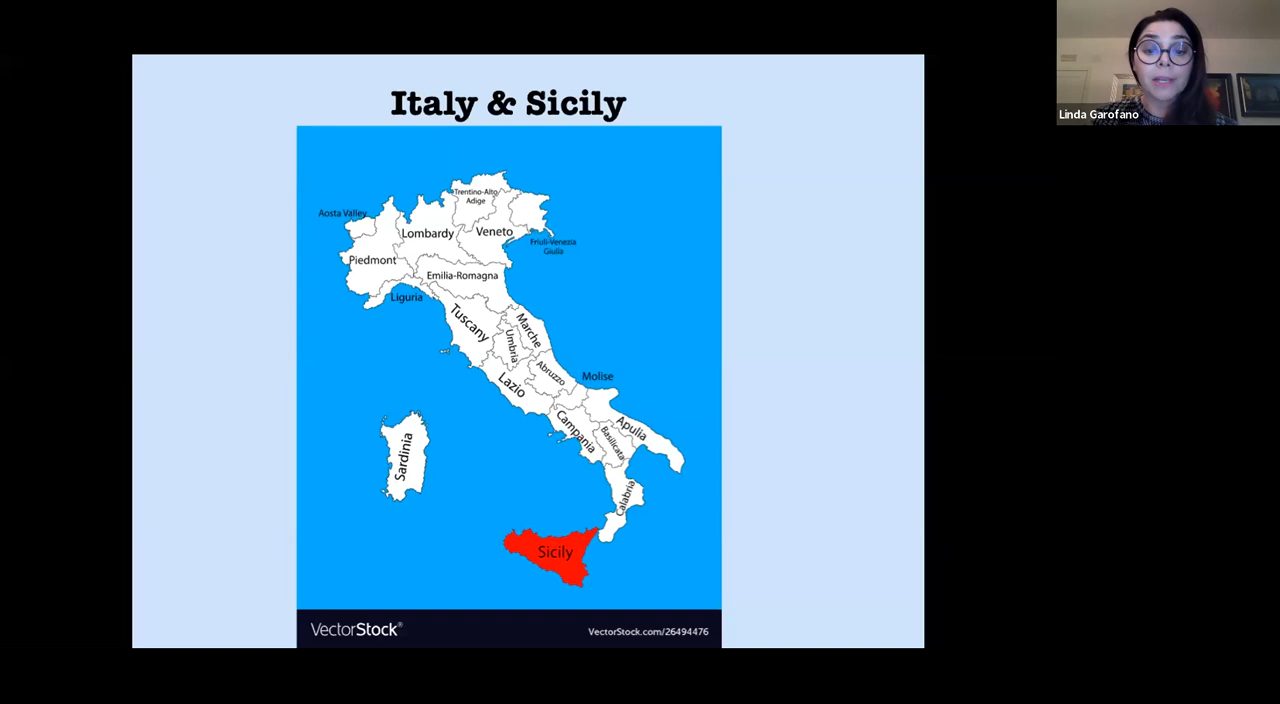 Italy & Sicily
Linda Garofano
Trentino-Alto
Adige
Aosta Valley
Lombardy
Veneto
Friuli-Venezia
Giulia
Piedmont
Emilia-Romagna
Liguria
Tuscany
Marche
Umbria
Abruzzo
Molise
Lazio
Campania
Apulia
Basilicata
Sardinia
Calabria
Sicily
VectorStock®
VectorStock.com/26494476